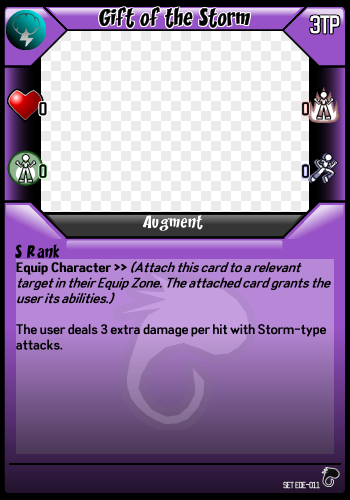 Gift of the Storm
3TP
0
0
0
0
Augment
S Rank
Equip Character >> (Attach this card to a relevant
target in their Equip Zone. The attached card grants the
user its abilities.)
The user deals 3 extra damage per hit with Storm-type
attacks.
SET EOE-011